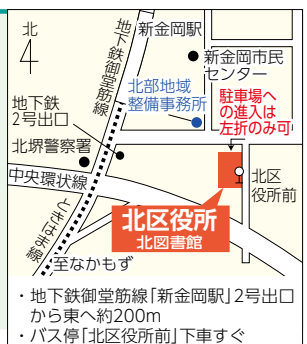 北
地下鉄御堂筋線
新金岡駅
新金岡市民
センター
北部地域
整備事務所
駐車場へ
の進入は
左折のみ可
地下鉄
2号出口
北堺警察署
中央環状線
北区
役所前
ときはま線
北区役所
北図書館
至なかもず
・地下鉄御堂筋線「新金岡駅」2号出口
から東へ約200m
・バス停「北区役所前」下車すぐ